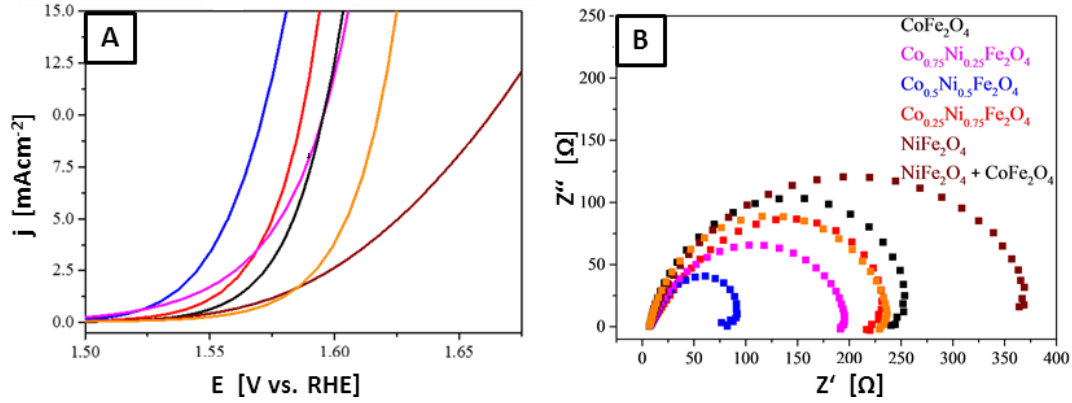 A
15.0
12.5
0.0
7.5
5.0
2.5
0.0
j [mAcm⁻²]
1.50
1.55
1.60
1.65
E [V vs. RHE]
B
250
200
150
100
50
0
Z′′ [Ω]
CoFe₂O₄
Co₀.₇₅Ni₀.₂₅Fe₂O₄
Co₀.₅Ni₀.₅Fe₂O₄
Co₀.₂₅Ni₀.₇₅Fe₂O₄
NiFe₂O₄
NiFe₂O₄ + CoFe₂O₄
0
50
100
150
200
250
300
350
400
Z′ [Ω]